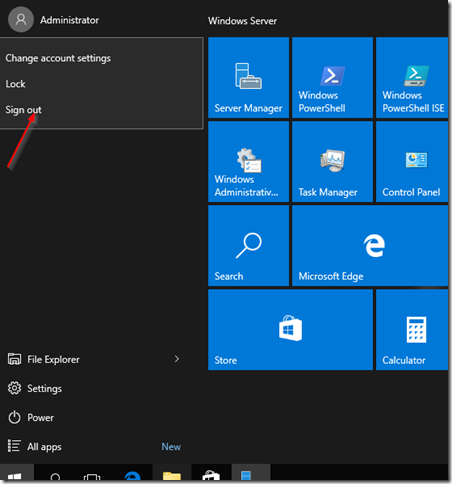 Administrator
Change account settings
Lock
Sign out
File Explorer
Settings
Power
All apps
New
Windows Server
Server Manager
Windows
PowerShell
Windows
PowerShell ISE
Windows
Administrativ...
Task Manager
Control Panel
Search
Microsoft Edge
Store
Calculator